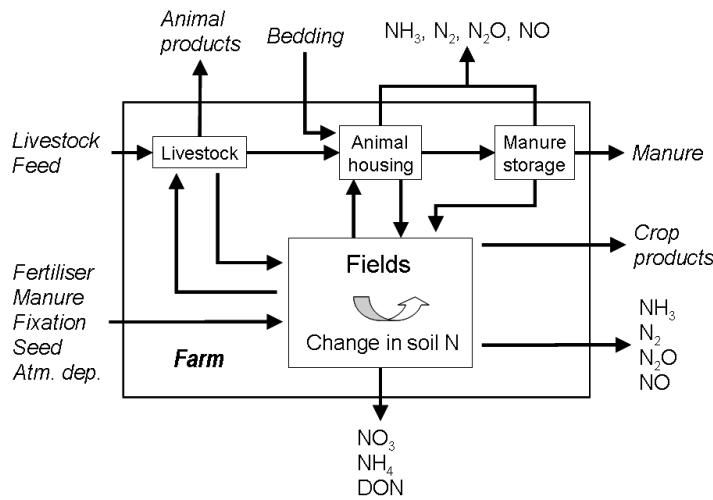 Animal
products
Bedding
NH₃, N₂, N₂O, NO
Livestock
Feed
Livestock
Animal
housing
Manure
storage
Manure
Fields
Change in soil N
Crop
products
Fertiliser
Manure
Fixation
Seed
Atm. dep.
Farm
NH₃
N₂
N₂O
NO
NO₃
NH₄
DON